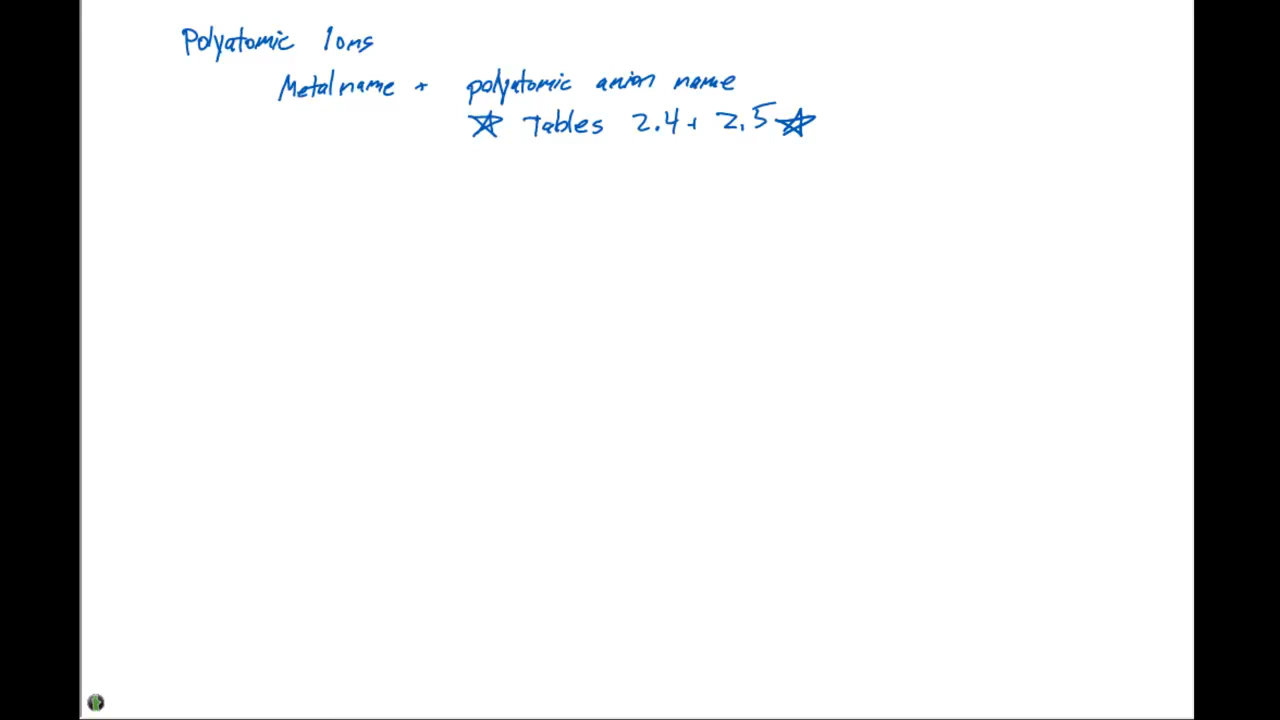 Polyatomic Ions
Metal name + polyatomic anion name
☆ Tables 2.4 + 2.5 ☆